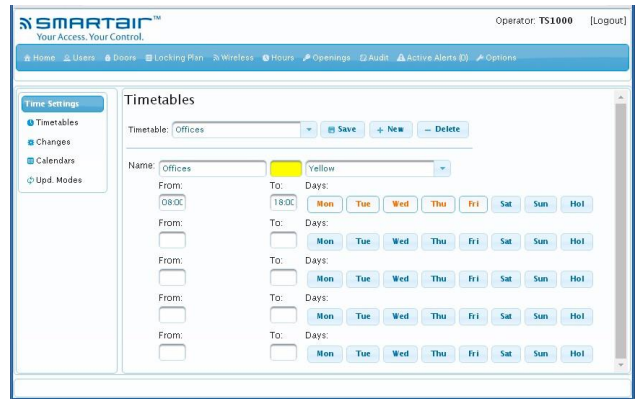 SMARTair™
Your Access. Your Control.
Operator: TS1000 [Logout]
Home Users Doors Locking Plan Wireless Hours Openings Audit Active Alerts (0) Options
Time Settings
Timetables
Changes
Calendars
Upd. Modes
Timetables
Timetable: Offices Save + New − Delete
Name: Offices Yellow
From: To: Days:
08:00 18:00 Mon Tue Wed Thu Fri Sat Sun Hol
From: To: Days:
Mon Tue Wed Thu Fri Sat Sun Hol
From: To: Days:
Mon Tue Wed Thu Fri Sat Sun Hol
From: To: Days:
Mon Tue Wed Thu Fri Sat Sun Hol
From: To: Days:
Mon Tue Wed Thu Fri Sat Sun Hol